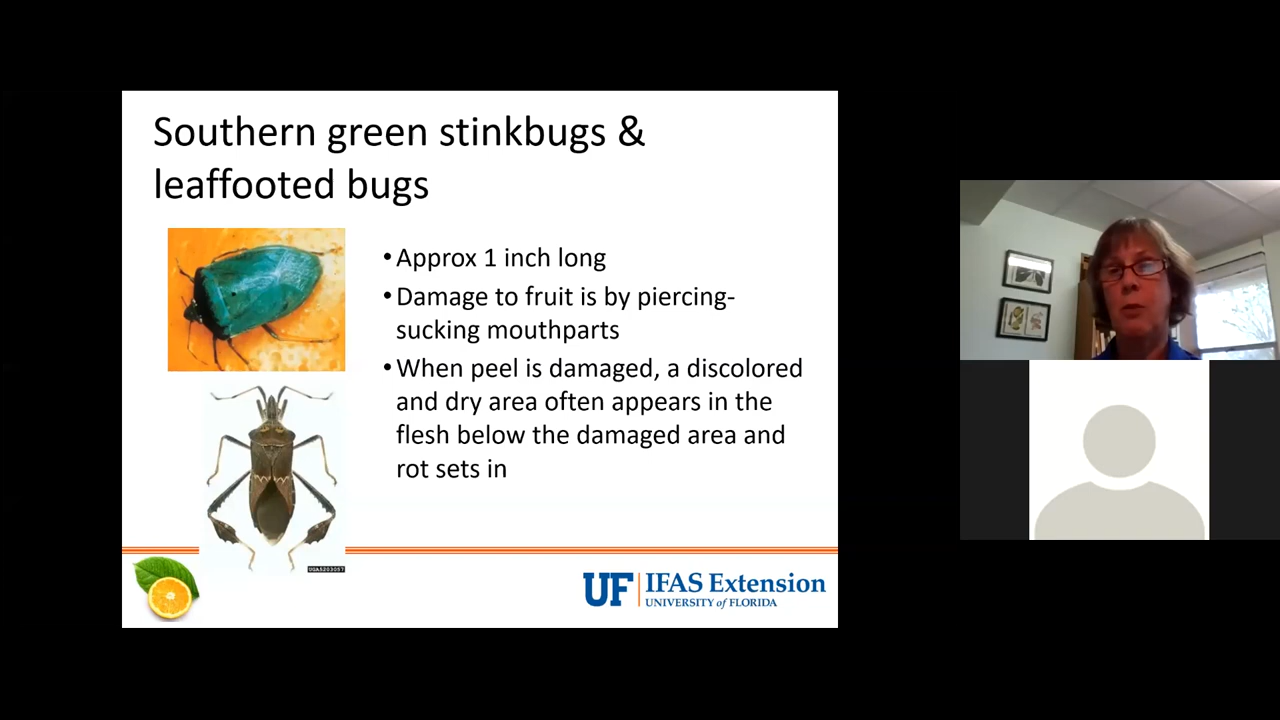 Southern green stinkbugs &
leaffooted bugs
•Approx 1 inch long
•Damage to fruit is by piercing-
sucking mouthparts
•When peel is damaged, a discolored
and dry area often appears in the
flesh below the damaged area and
rot sets in
UGA5203057
UF IFAS Extension
UNIVERSITY of FLORIDA